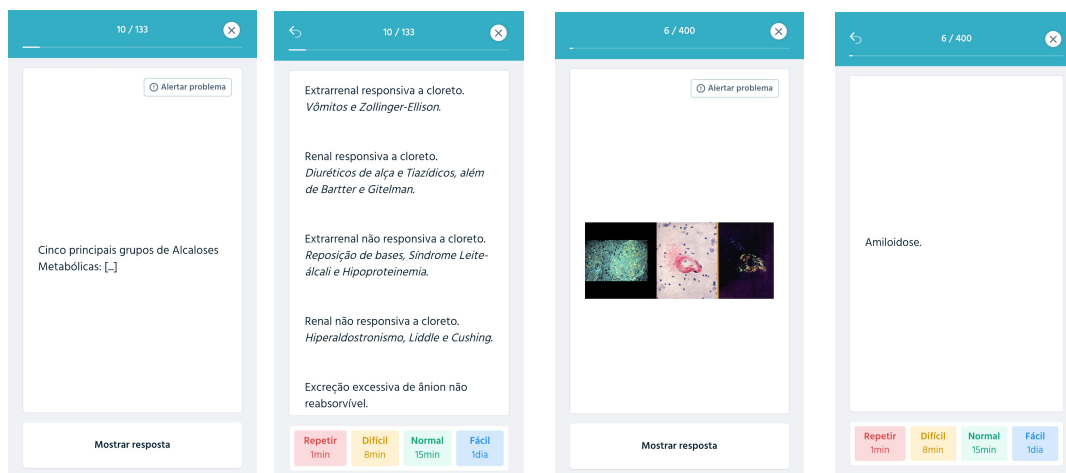 10 / 133
Alertar problema
Cinco principais grupos de Alcaloses
Metabólicas: [...]
Mostrar resposta
10 / 133
Extrarrenal responsiva a cloreto.
Vômitos e Zollinger-Ellison.
Renal responsiva a cloreto.
Diuréticos de alça e Tiazídicos, além
de Bartter e Gitelman.
Extrarrenal não responsiva a cloreto.
Reposição de bases, Síndrome Leite-
álcali e Hipoproteinemia.
Renal não responsiva a cloreto.
Hiperaldostronismo, Liddle e Cushing.
Excreção excessiva de ânion não
reabsorvível.
Repetir Difícil Normal Fácil
1min 8min 15min 1dia
6 / 400
Alertar problema
Mostrar resposta
6 / 400
Amiloidose.
Repetir Difícil Normal Fácil
1min 8min 15min 1dia